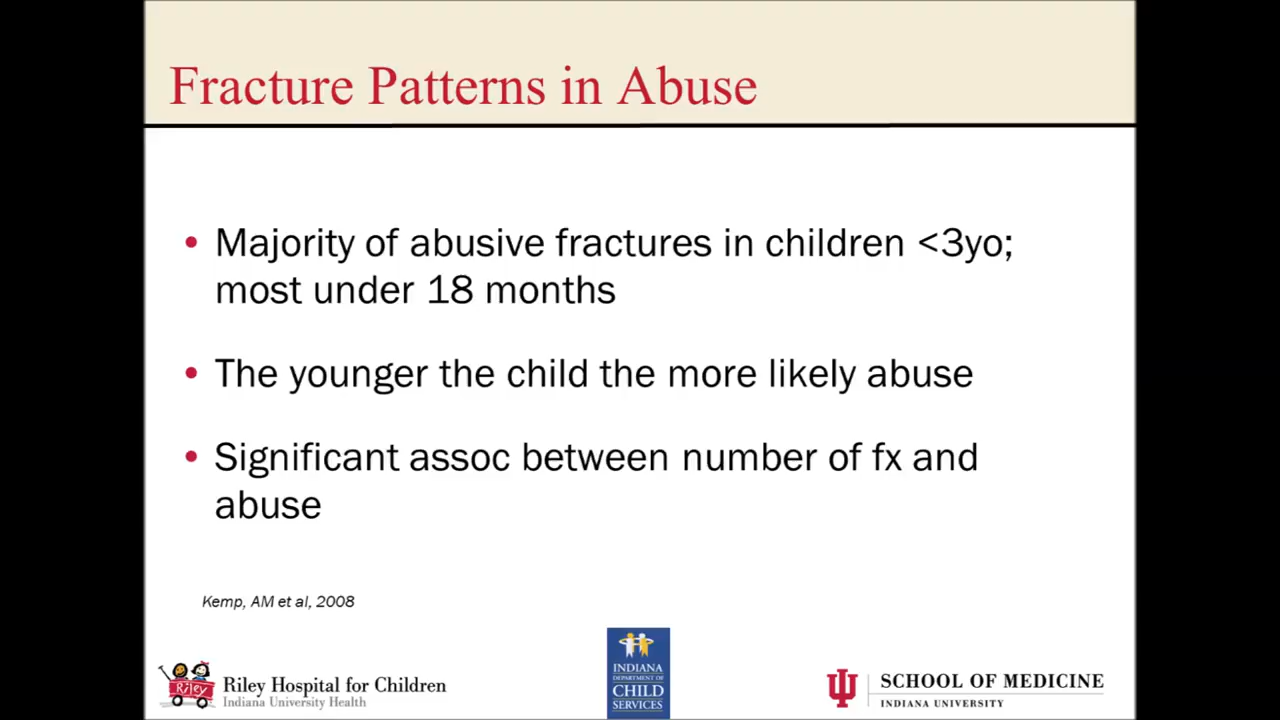 Fracture Patterns in Abuse
• Majority of abusive fractures in children <3yo;
most under 18 months
• The younger the child the more likely abuse
• Significant assoc between number of fx and
abuse
Kemp, AM et al, 2008
Riley
Riley Hospital for Children
Indiana University Health
INDIANA
DEPARTMENT OF
CHILD
SERVICES
SCHOOL OF MEDICINE
INDIANA UNIVERSITY